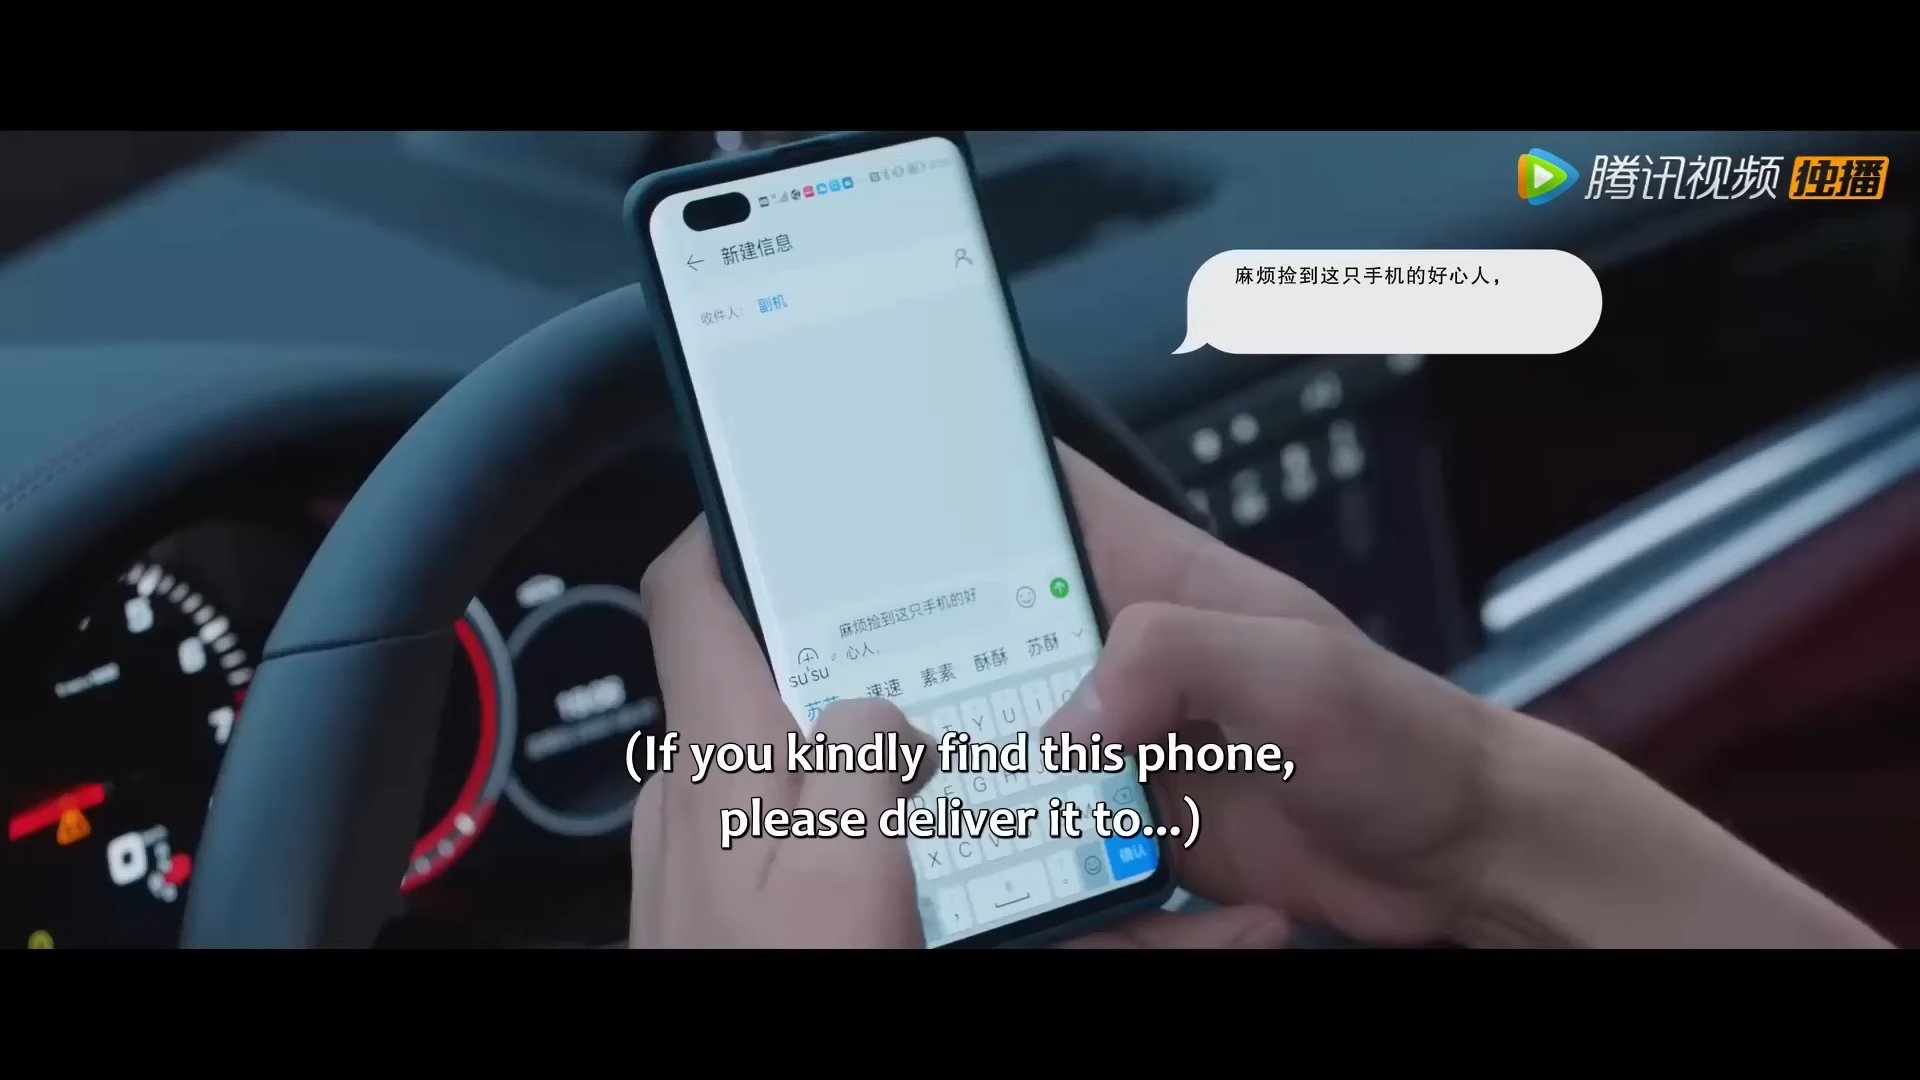 腾讯视频 独播
新建信息
麻烦捡到这只手机的好心人，
收件人： 副机
麻烦捡到这只手机的好
心人，
su'su
速速 素素 酥酥 苏酥
Y U I
(If you kindly find this phone,
please deliver it to...)
X C V
确认